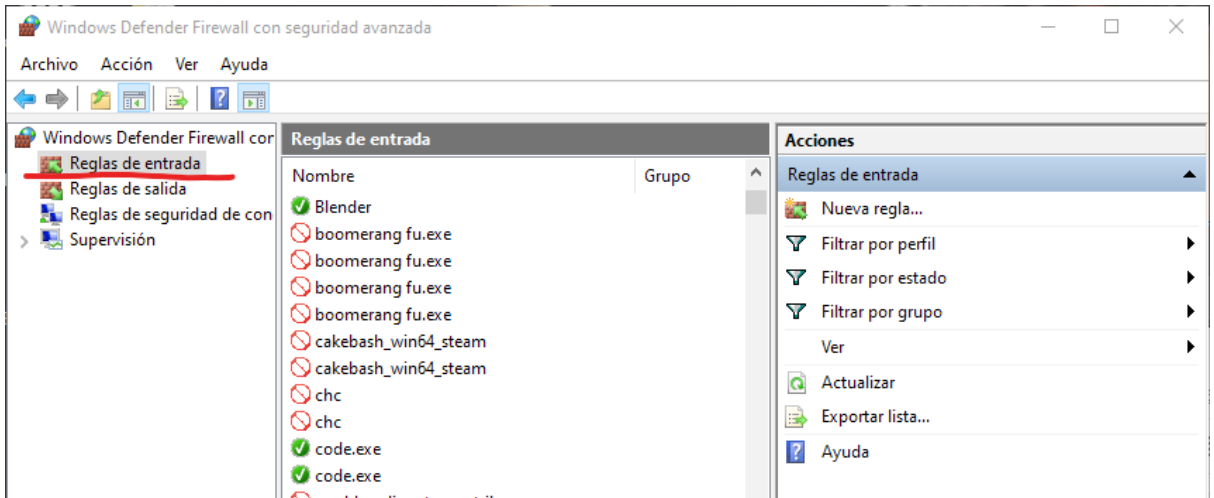 Windows Defender Firewall con seguridad avanzada
Archivo Acción Ver Ayuda
Windows Defender Firewall con
Reglas de entrada
Reglas de salida
Reglas de seguridad de con
Supervisión
Reglas de entrada
Nombre Grupo
Blender
boomerang fu.exe
boomerang fu.exe
boomerang fu.exe
boomerang fu.exe
cakebash_win64_steam
cakebash_win64_steam
chc
chc
code.exe
code.exe
Acciones
Reglas de entrada
Nueva regla...
Filtrar por perfil
Filtrar por estado
Filtrar por grupo
Ver
Actualizar
Exportar lista...
Ayuda